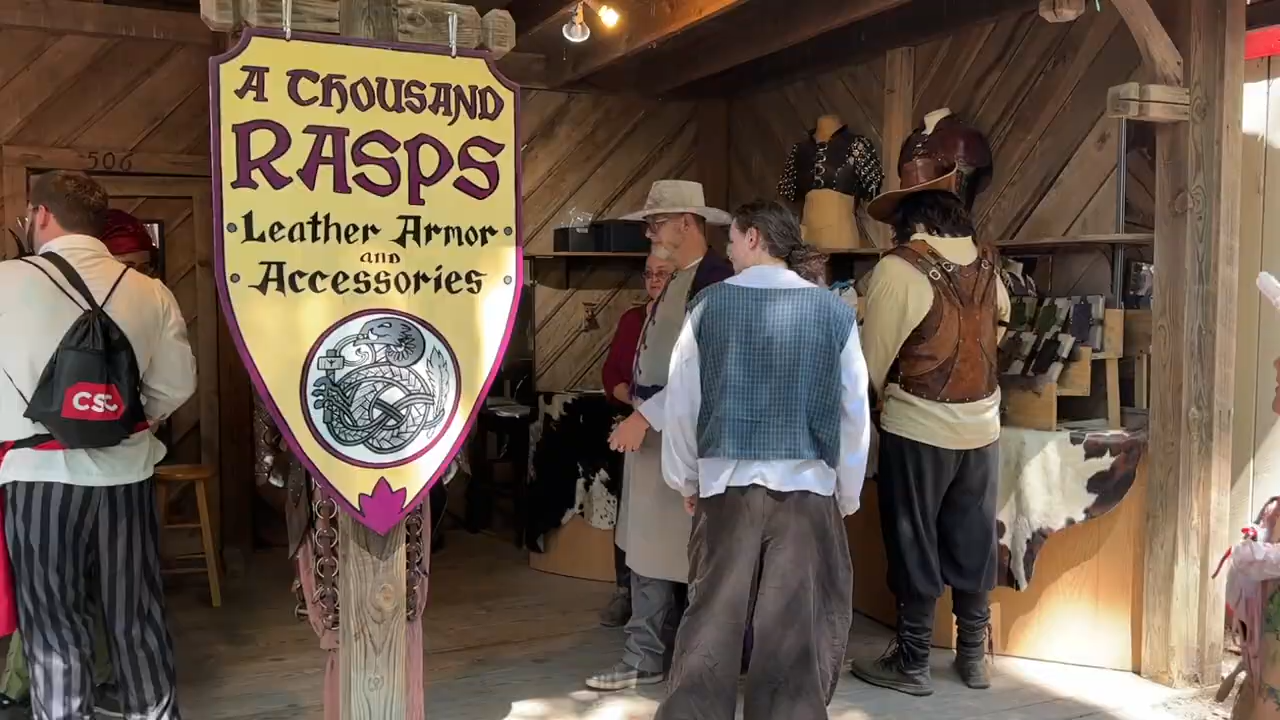 506
A THOUSAND
RASPS
Leather Armor
AND
Accessories
CSC